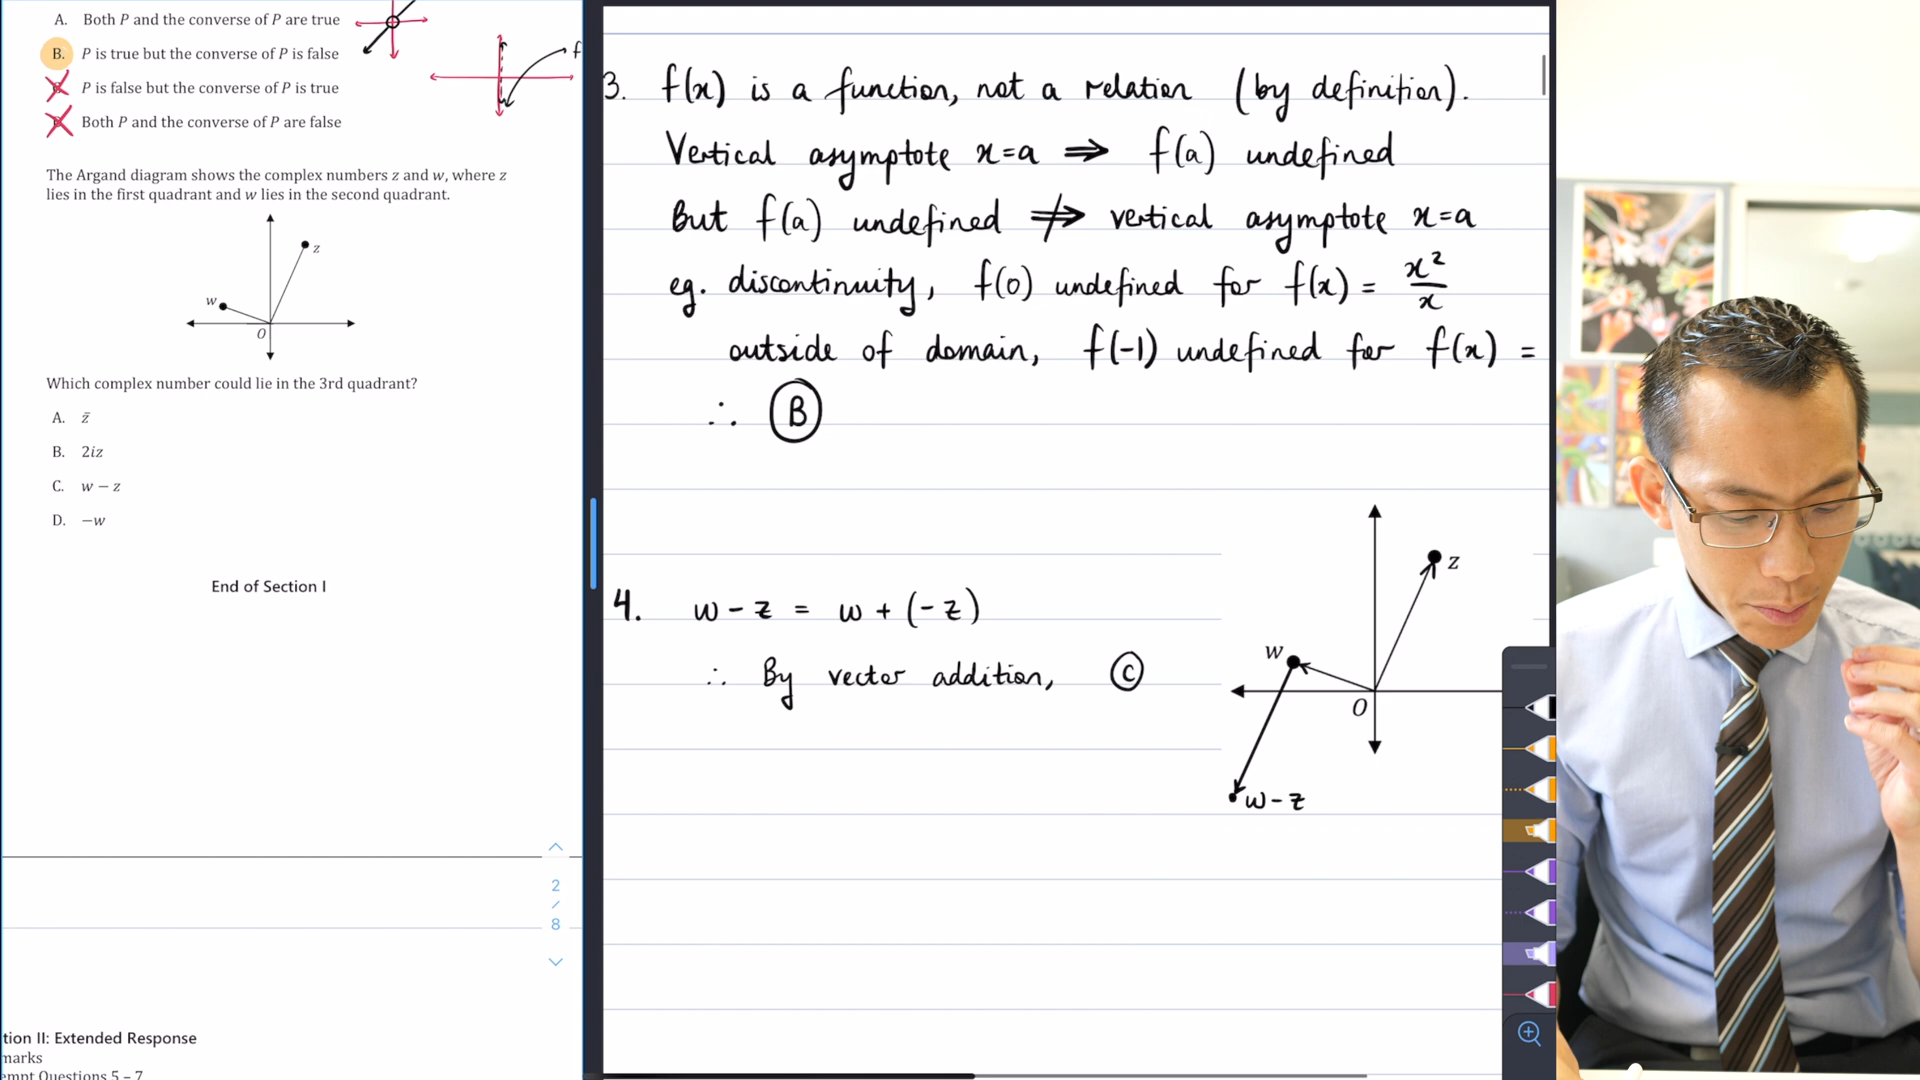 A. Both P and the converse of P are true
B. P is true but the converse of P is false
P is false but the converse of P is true
Both P and the converse of P are false
f
The Argand diagram shows the complex numbers z and w, where z
lies in the first quadrant and w lies in the second quadrant.
z
w
O
Which complex number could lie in the 3rd quadrant?
A. z̄
B. 2iz
C. w − z
D. −w
End of Section I
2
/
8
tion II: Extended Response
marks
empt Questions 5 – 7
3. f(x) is a function, not a relation (by definition).
Vertical asymptote x=a ⇒ f(a) undefined
But f(a) undefined ⇏ vertical asymptote x=a
eg. discontinuity, f(0) undefined for f(x) = x²/x
outside of domain, f(-1) undefined for f(x) =
∴ B
4. w - z = w + (-z)
∴ By vector addition, C
z
w
O
w - z